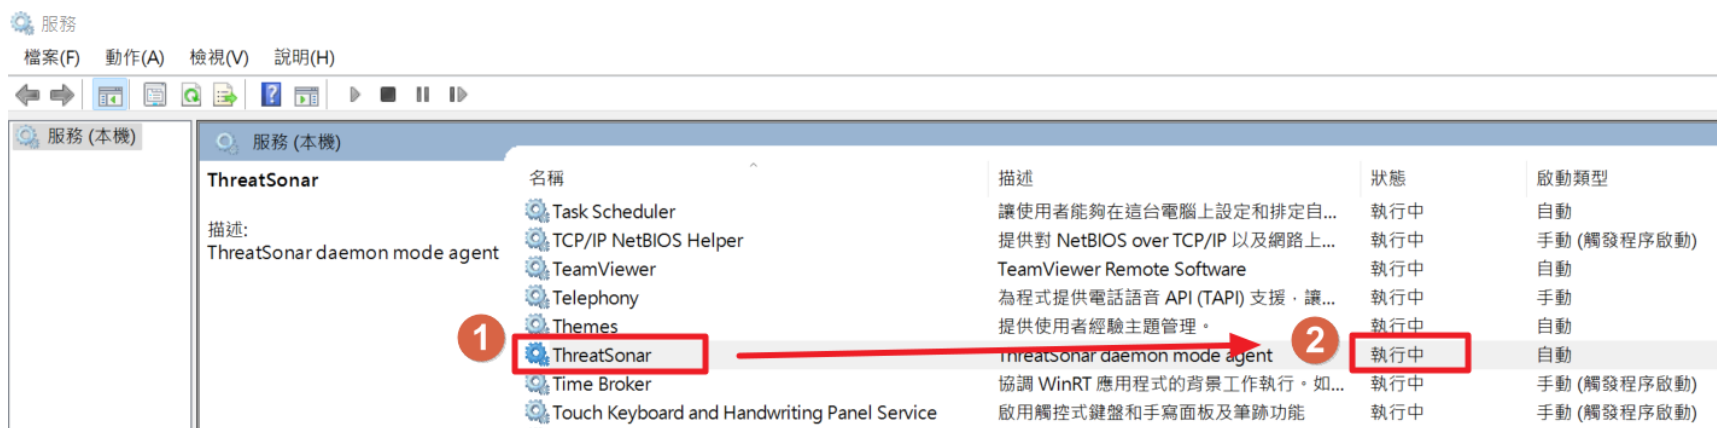 服務
檔案(F) 動作(A) 檢視(V) 說明(H)
服務 (本機)
服務 (本機)
ThreatSonar
描述:
ThreatSonar daemon mode agent
名稱 描述 狀態 啟動類型
Task Scheduler 讓使用者能夠在這台電腦上設定和排定自... 執行中 自動
TCP/IP NetBIOS Helper 提供對 NetBIOS over TCP/IP 以及網路上... 執行中 手動 (觸發程序啟動)
TeamViewer TeamViewer Remote Software 執行中 自動
Telephony 為程式提供電話語音 API (TAPI) 支援，讓... 執行中 手動
Themes 提供使用者經驗主題管理。 執行中 自動
1 ThreatSonar ThreatSonar daemon mode agent 2 執行中 自動
Time Broker 協調 WinRT 應用程式的背景工作執行。如... 執行中 手動 (觸發程序啟動)
Touch Keyboard and Handwriting Panel Service 啟用觸控式鍵盤和手寫面板及筆跡功能 執行中 手動 (觸發程序啟動)